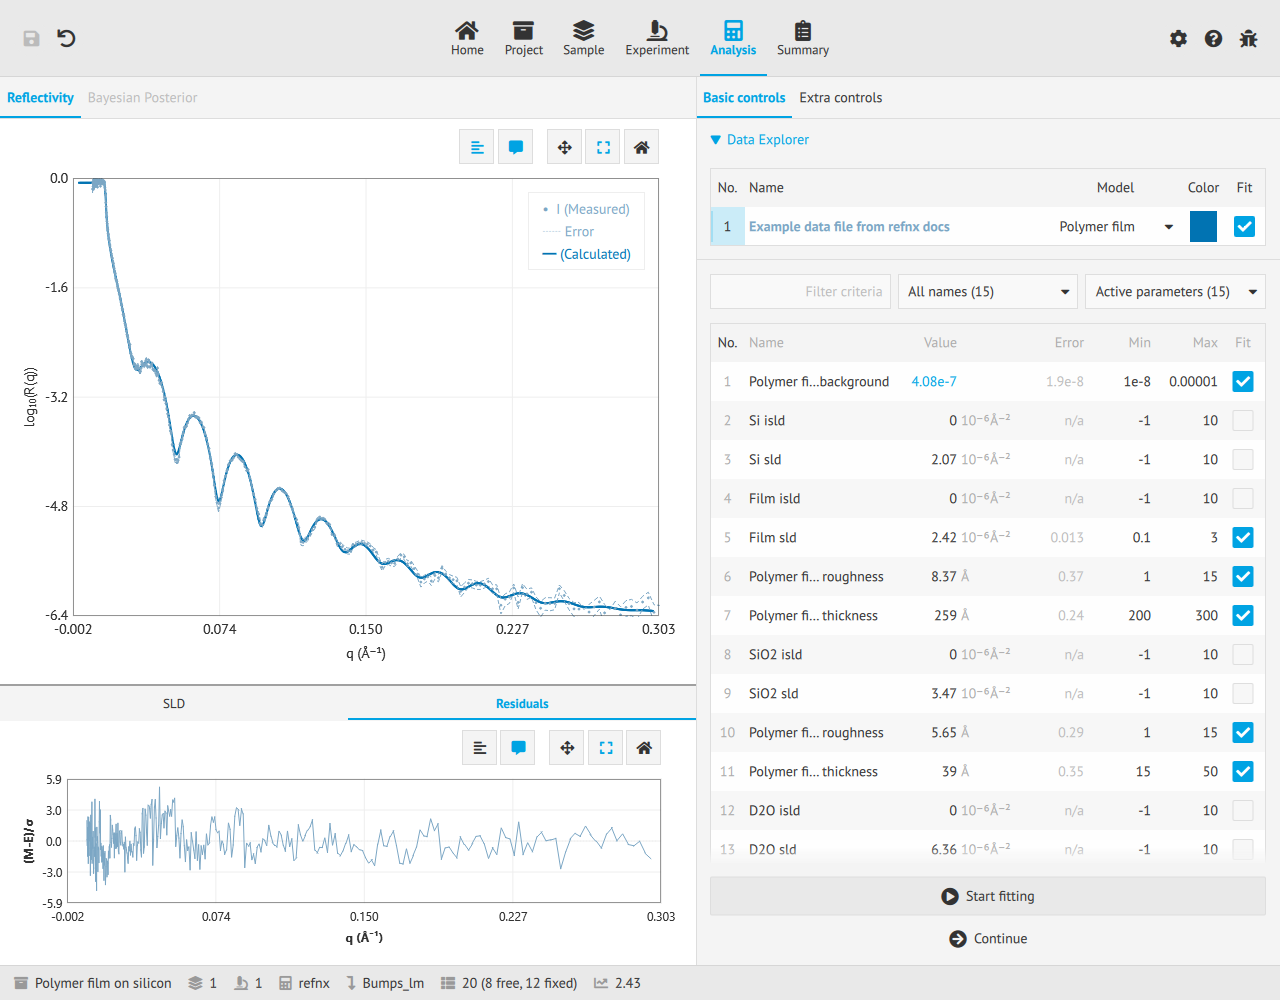 Home Project Sample Experiment Analysis Summary
Reflectivity Bayesian Posterior
0.0
-1.6
-3.2
-4.8
-6.4
log₁₀(R(q))
I (Measured)
Error
(Calculated)
-0.002 0.074 0.150 0.227 0.303
q (Å⁻¹)
SLD Residuals
5.9
3.0
0.0
-3.0
-5.9
(M-E)/σ
-0.002 0.074 0.150 0.227 0.303
q (Å⁻¹)
Basic controls Extra controls
Data Explorer
No. Name Model Color Fit
1 Example data file from refnx docs Polymer film
Filter criteria All names (15) Active parameters (15)
No. Name Value Error Min Max Fit
1 Polymer fi…background 4.08e-7 1.9e-8 1e-8 0.00001
2 Si isld 0 10⁻⁶Å⁻² n/a -1 10
3 Si sld 2.07 10⁻⁶Å⁻² n/a -1 10
4 Film isld 0 10⁻⁶Å⁻² n/a -1 10
5 Film sld 2.42 10⁻⁶Å⁻² 0.013 0.1 3
6 Polymer fi… roughness 8.37 Å 0.37 1 15
7 Polymer fi… thickness 259 Å 0.24 200 300
8 SiO2 isld 0 10⁻⁶Å⁻² n/a -1 10
9 SiO2 sld 3.47 10⁻⁶Å⁻² n/a -1 10
10 Polymer fi… roughness 5.65 Å 0.29 1 15
11 Polymer fi… thickness 39 Å 0.35 15 50
12 D2O isld 0 10⁻⁶Å⁻² n/a -1 10
13 D2O sld 6.36 10⁻⁶Å⁻² n/a -1 10
Start fitting
Continue
Polymer film on silicon 1 1 refnx Bumps_lm 20 (8 free, 12 fixed) 2.43